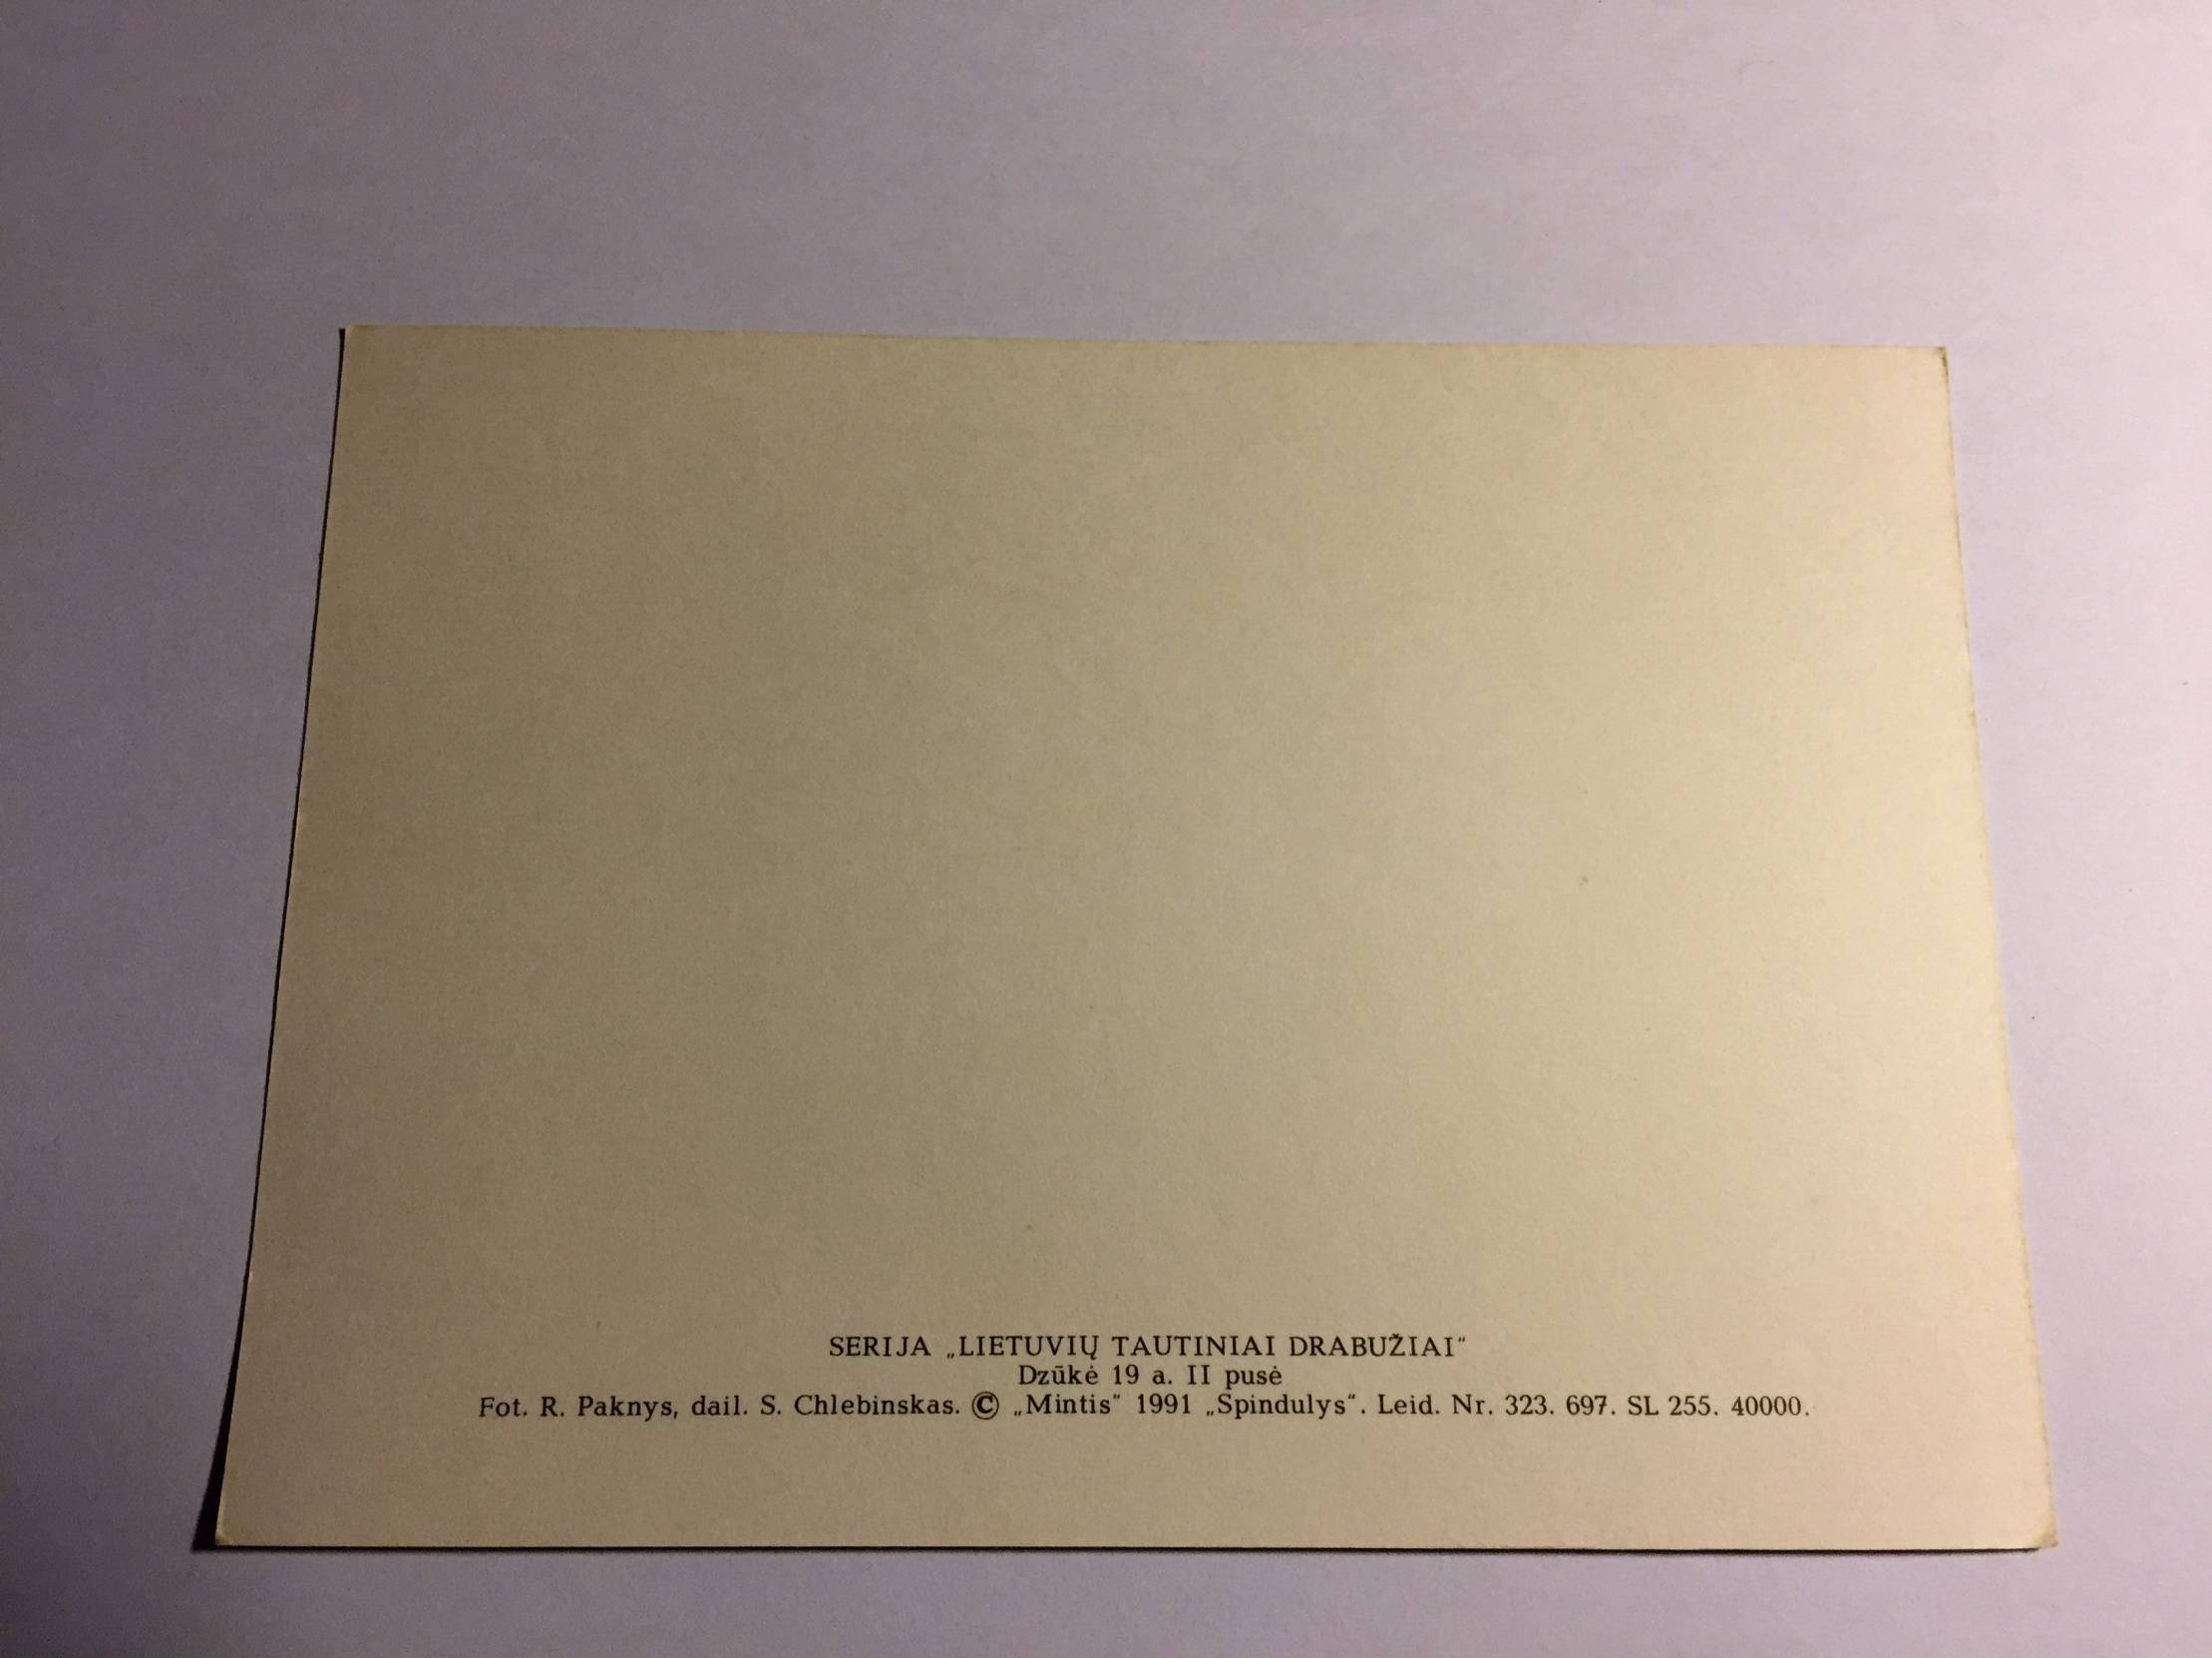 SERIJA „LIETUVIŲ TAUTINIAI DRABUŽIAI“
Dzūkė 19 a. II pusė
Fot. R. Paknys, dail. S. Chlebinskas. © „Mintis“ 1991 „Spindulys“. Leid. Nr. 323. 697. SL 255. 40000.